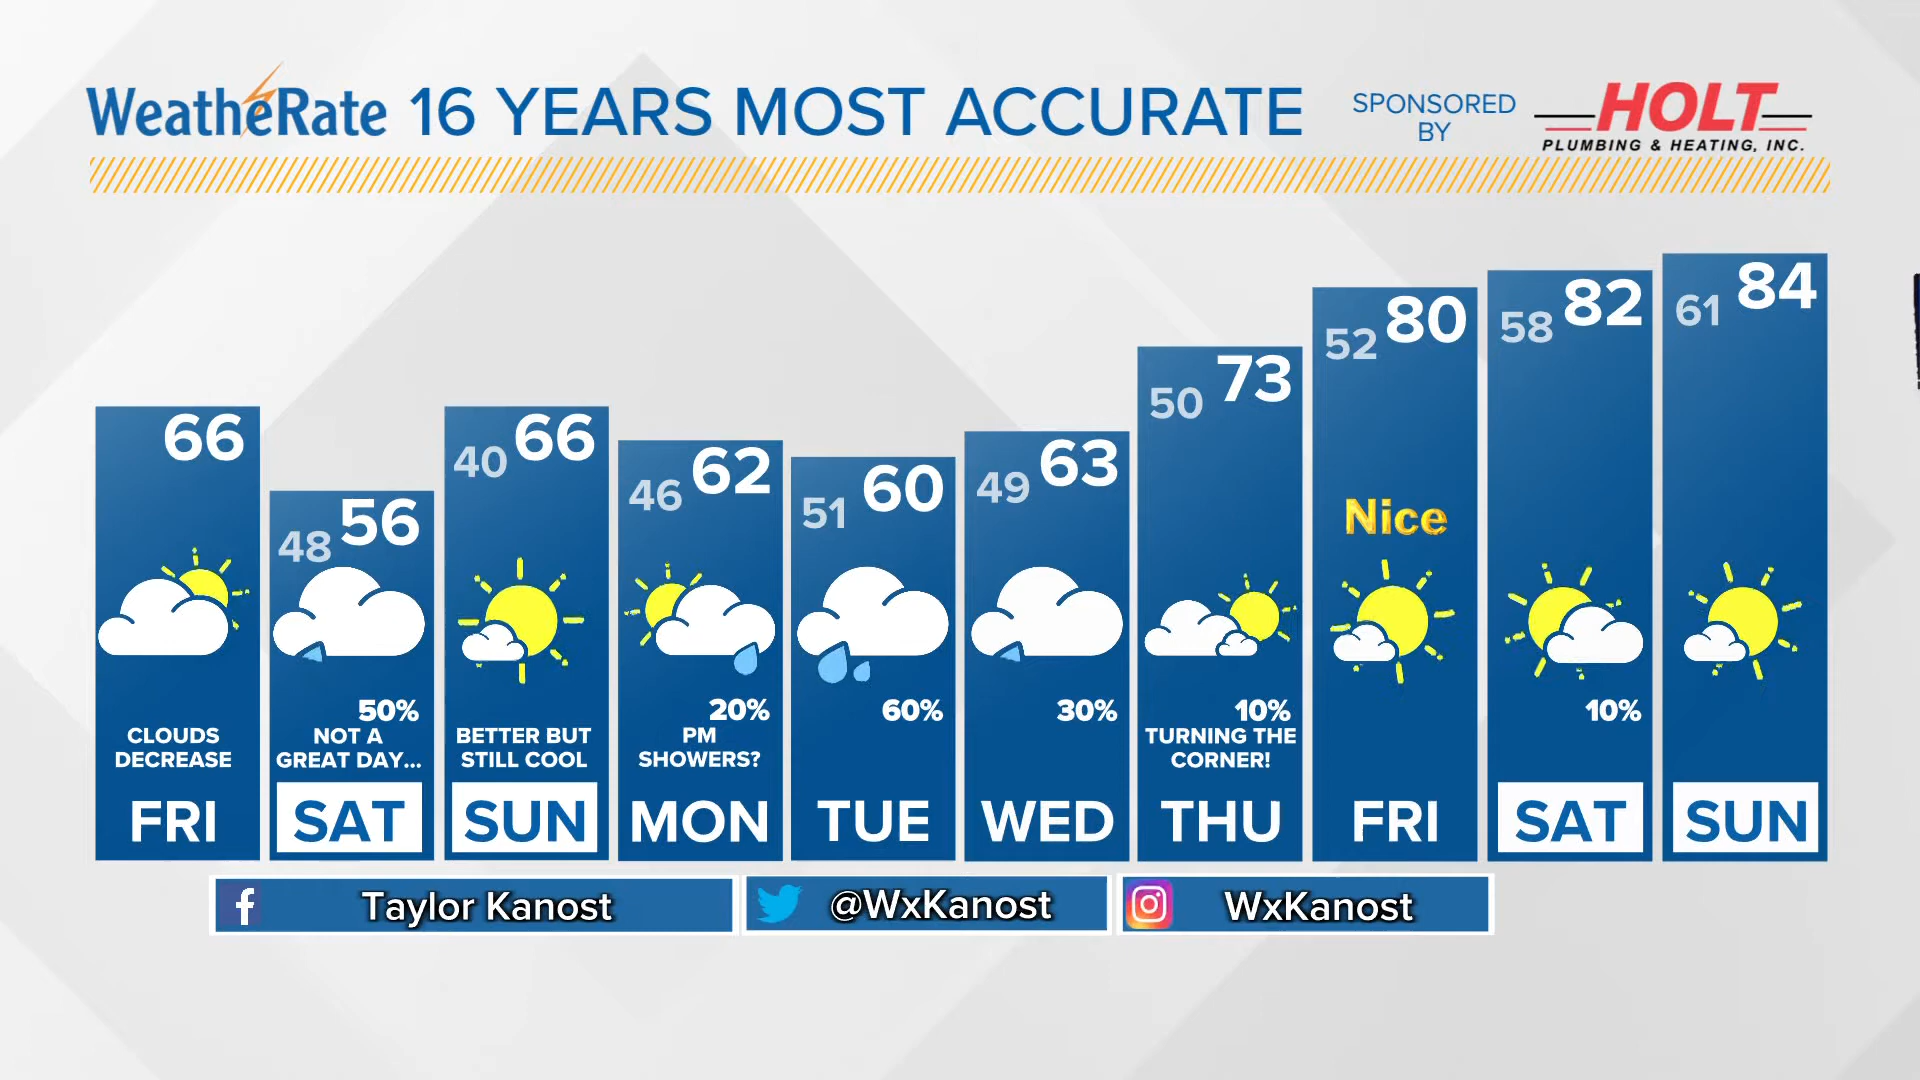 WeatheRate 16 YEARS MOST ACCURATE
SPONSORED
BY
HOLT
PLUMBING & HEATING, INC.
66
CLOUDS
DECREASE
FRI
48 56
50%
NOT A
GREAT DAY...
SAT
40 66
BETTER BUT
STILL COOL
SUN
46 62
20%
PM
SHOWERS?
MON
51 60
60%
TUE
49 63
30%
WED
50 73
10%
TURNING THE
CORNER!
THU
52 80
Nice
FRI
58 82
10%
SAT
61 84
SUN
f Taylor Kanost
@WxKanost
WxKanost